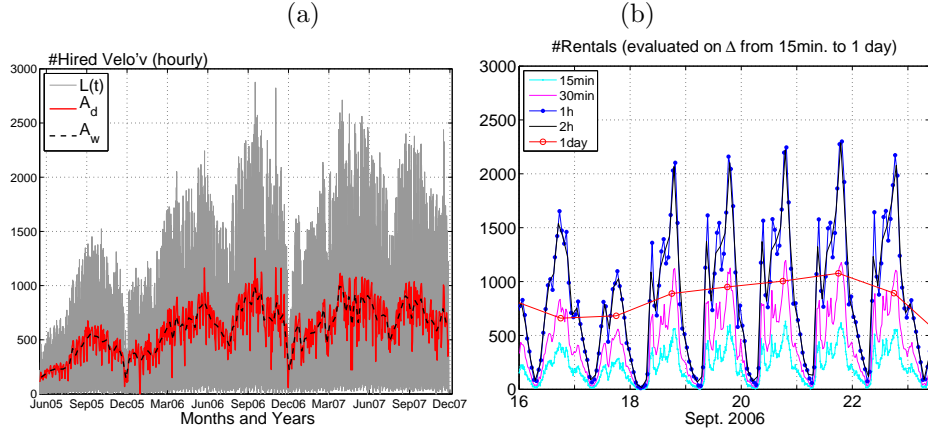 (a)
#Hired Velo'v (hourly)
3000
2500
2000
1500
1000
500
0
L(t)
A_d
A_w
Jun05 Sep05 Dec05 Mar06 Jun06 Sep06 Dec06 Mar07 Jun07 Sep07 Dec07
Months and Years
(b)
#Rentals (evaluated on Δ from 15min. to 1 day)
3000
2500
2000
1500
1000
500
0
15min
30min
1h
2h
1day
16 18 20 22
Sept. 2006